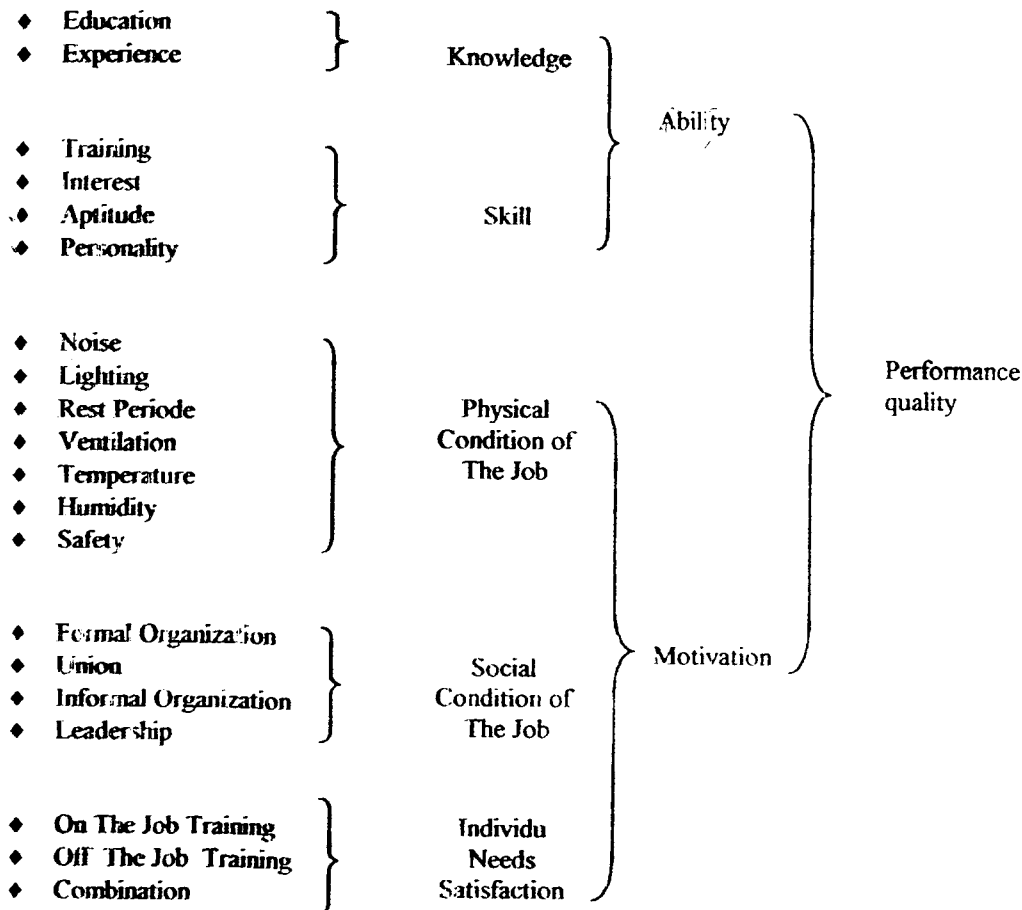 ♦ Education
♦ Experience
Knowledge
Ability
♦ Training
♦ Interest
♦ Aptitude
♦ Personality
Skill
♦ Noise
♦ Lighting
♦ Rest Periode
♦ Ventilation
♦ Temperature
♦ Humidity
♦ Safety
Physical
Condition of
The Job
Performance
quality
♦ Formal Organization
♦ Union
♦ Informal Organization
♦ Leadership
Social
Condition of
The Job
Motivation
♦ On The Job Training
♦ Off The Job Training
♦ Combination
Individu
Needs
Satisfaction